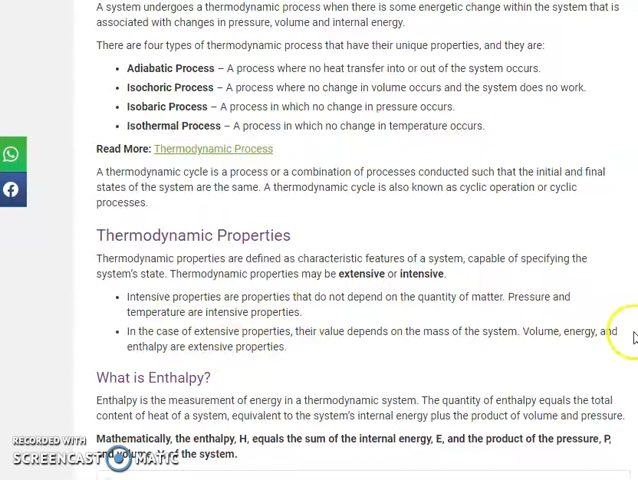 A system undergoes a thermodynamic process when there is some energetic change within the system that is
associated with changes in pressure, volume and internal energy.
There are four types of thermodynamic process that have their unique properties, and they are:
• Adiabatic Process – A process where no heat transfer into or out of the system occurs.
• Isochoric Process – A process where no change in volume occurs and the system does no work.
• Isobaric Process – A process in which no change in pressure occurs.
• Isothermal Process – A process in which no change in temperature occurs.
Read More: Thermodynamic Process
A thermodynamic cycle is a process or a combination of processes conducted such that the initial and final
states of the system are the same. A thermodynamic cycle is also known as cyclic operation or cyclic
processes.
Thermodynamic Properties
Thermodynamic properties are defined as characteristic features of a system, capable of specifying the
system's state. Thermodynamic properties may be extensive or intensive.
• Intensive properties are properties that do not depend on the quantity of matter. Pressure and
temperature are intensive properties.
• In the case of extensive properties, their value depends on the mass of the system. Volume, energy, and
enthalpy are extensive properties.
What is Enthalpy?
Enthalpy is the measurement of energy in a thermodynamic system. The quantity of enthalpy equals the total
content of heat of a system, equivalent to the system's internal energy plus the product of volume and pressure.
Mathematically, the enthalpy, H, equals the sum of the internal energy, E, and the product of the pressure, P,
and volume, of the system.
RECORDED WITH
SCREENCAST MATIC